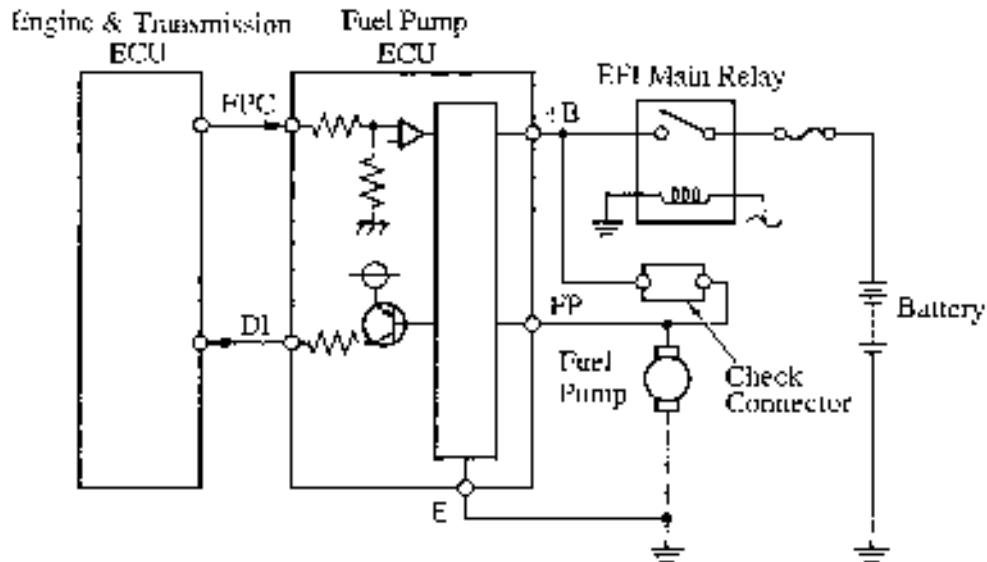 Engine & Transmission
ECU
Fuel Pump
ECU
EFI Main Relay
FPC
+B
DI
FP
Fuel
Pump
Check
Connector
Battery
E